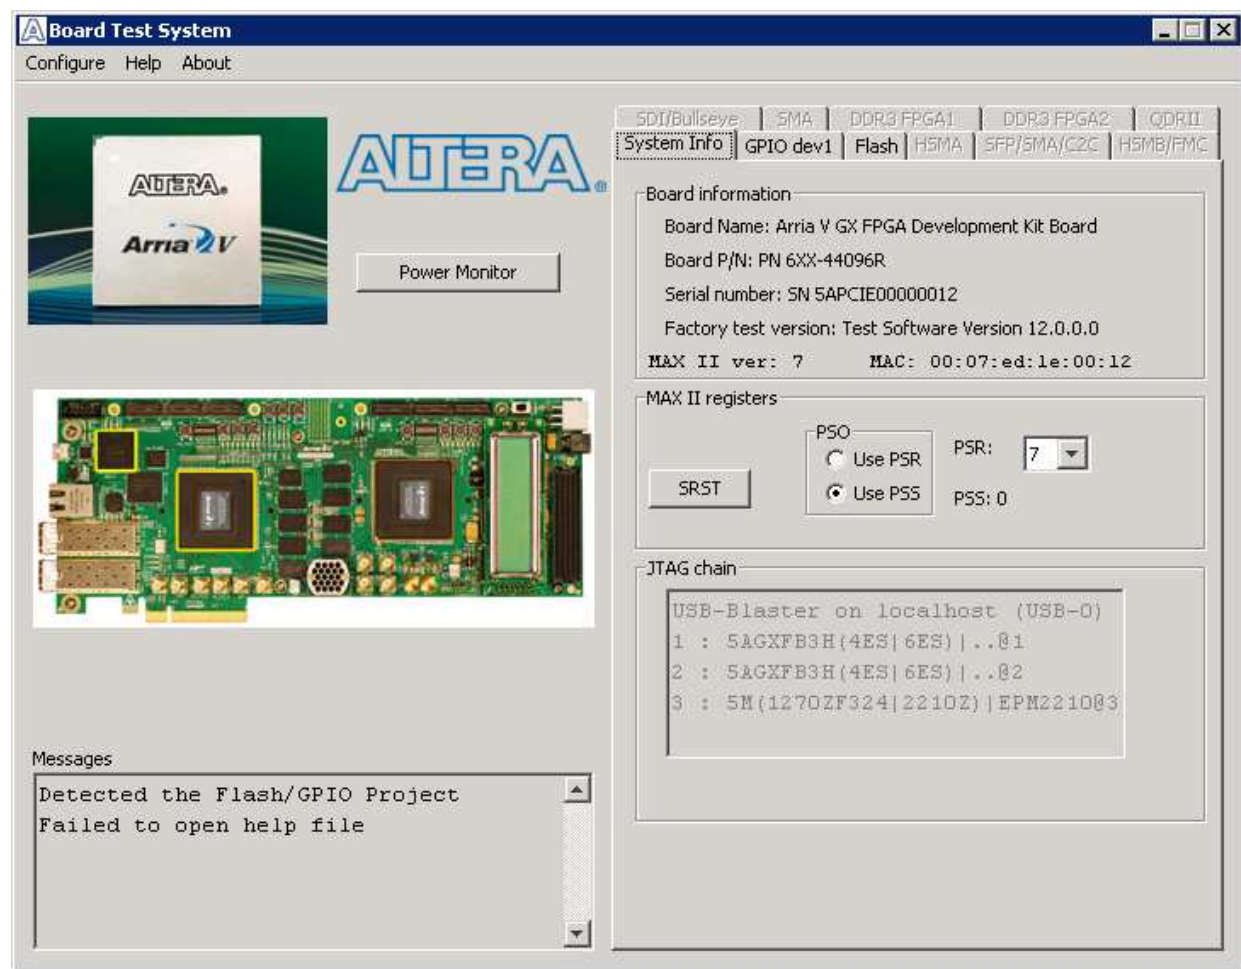 Board Test System
Configure Help About
ALTERA®
ALTERA®
Arria V
Power Monitor
SDI/Bullseye SMA DDR3 FPGA1 DDR3 FPGA2 QDRII
System Info GPIO dev1 Flash HSMA SFP/SMA/C2C HSMB/FMC
Board information
Board Name: Arria V GX FPGA Development Kit Board
Board P/N: PN 6XX-44096R
Serial number: SN 5APCIE00000012
Factory test version: Test Software Version 12.0.0.0
MAX II ver: 7 MAC: 00:07:ed:1e:00:12
MAX II registers
PSO
Use PSR
PSR: 7
SRST
Use PSS
PSS: 0
JTAG chain
USB-Blaster on localhost (USB-0)
1 : 5AGXFB3H(4ES|6ES)|..@1
2 : 5AGXFB3H(4ES|6ES)|..@2
3 : 5M(1270ZF324|2210Z)|EPM2210@3
Messages
Detected the Flash/GPIO Project
Failed to open help file